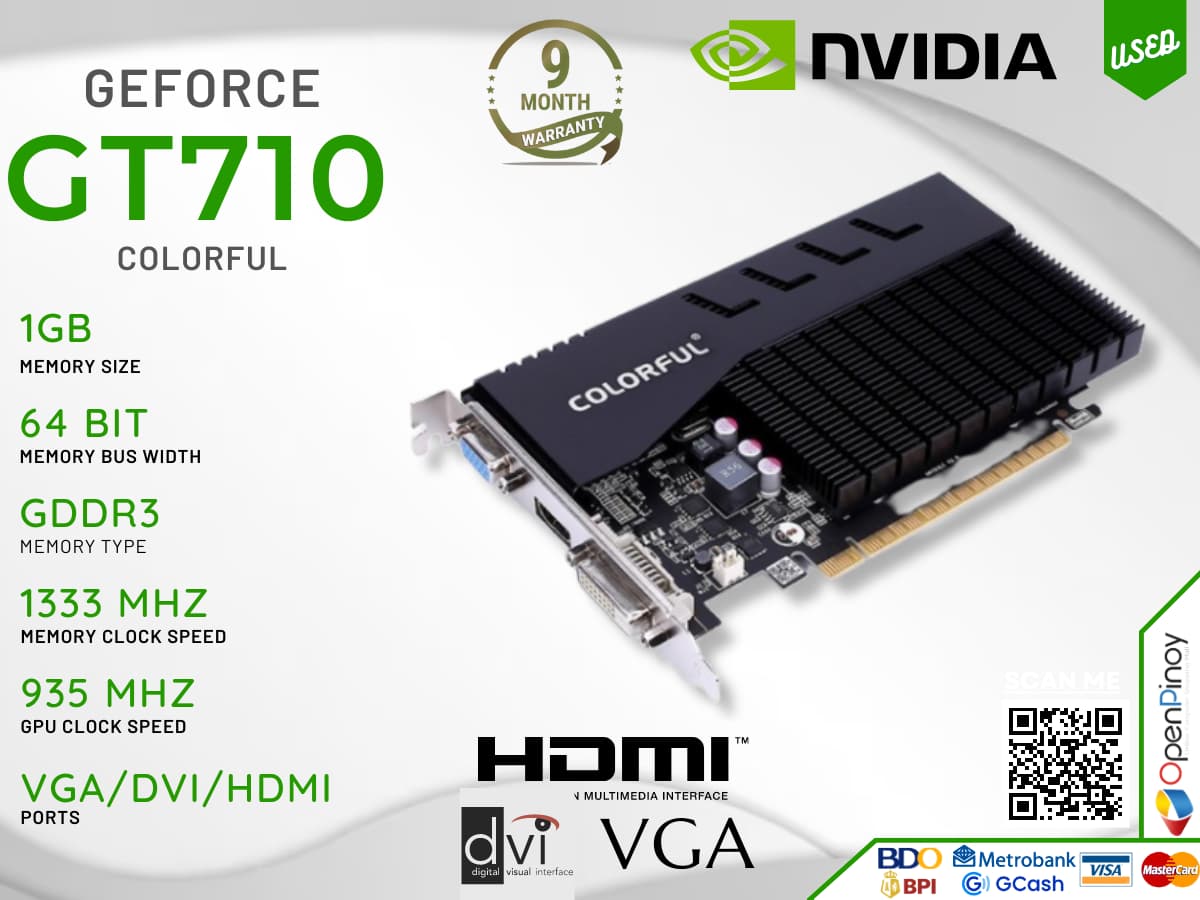 GEFORCE
GT710
COLORFUL
9
MONTH
WARRANTY
NVIDIA
USED
1GB
MEMORY SIZE
64 BIT
MEMORY BUS WIDTH
GDDR3
MEMORY TYPE
1333 MHZ
MEMORY CLOCK SPEED
935 MHZ
GPU CLOCK SPEED
VGA/DVI/HDMI
PORTS
COLORFUL®
R36
HDMI™
N MULTIMEDIA INTERFACE
dvi
digital visual interface
VGA
SCAN ME
OpenPinoy
BDO
Metrobank
VISA
MasterCard
BPI
GCash